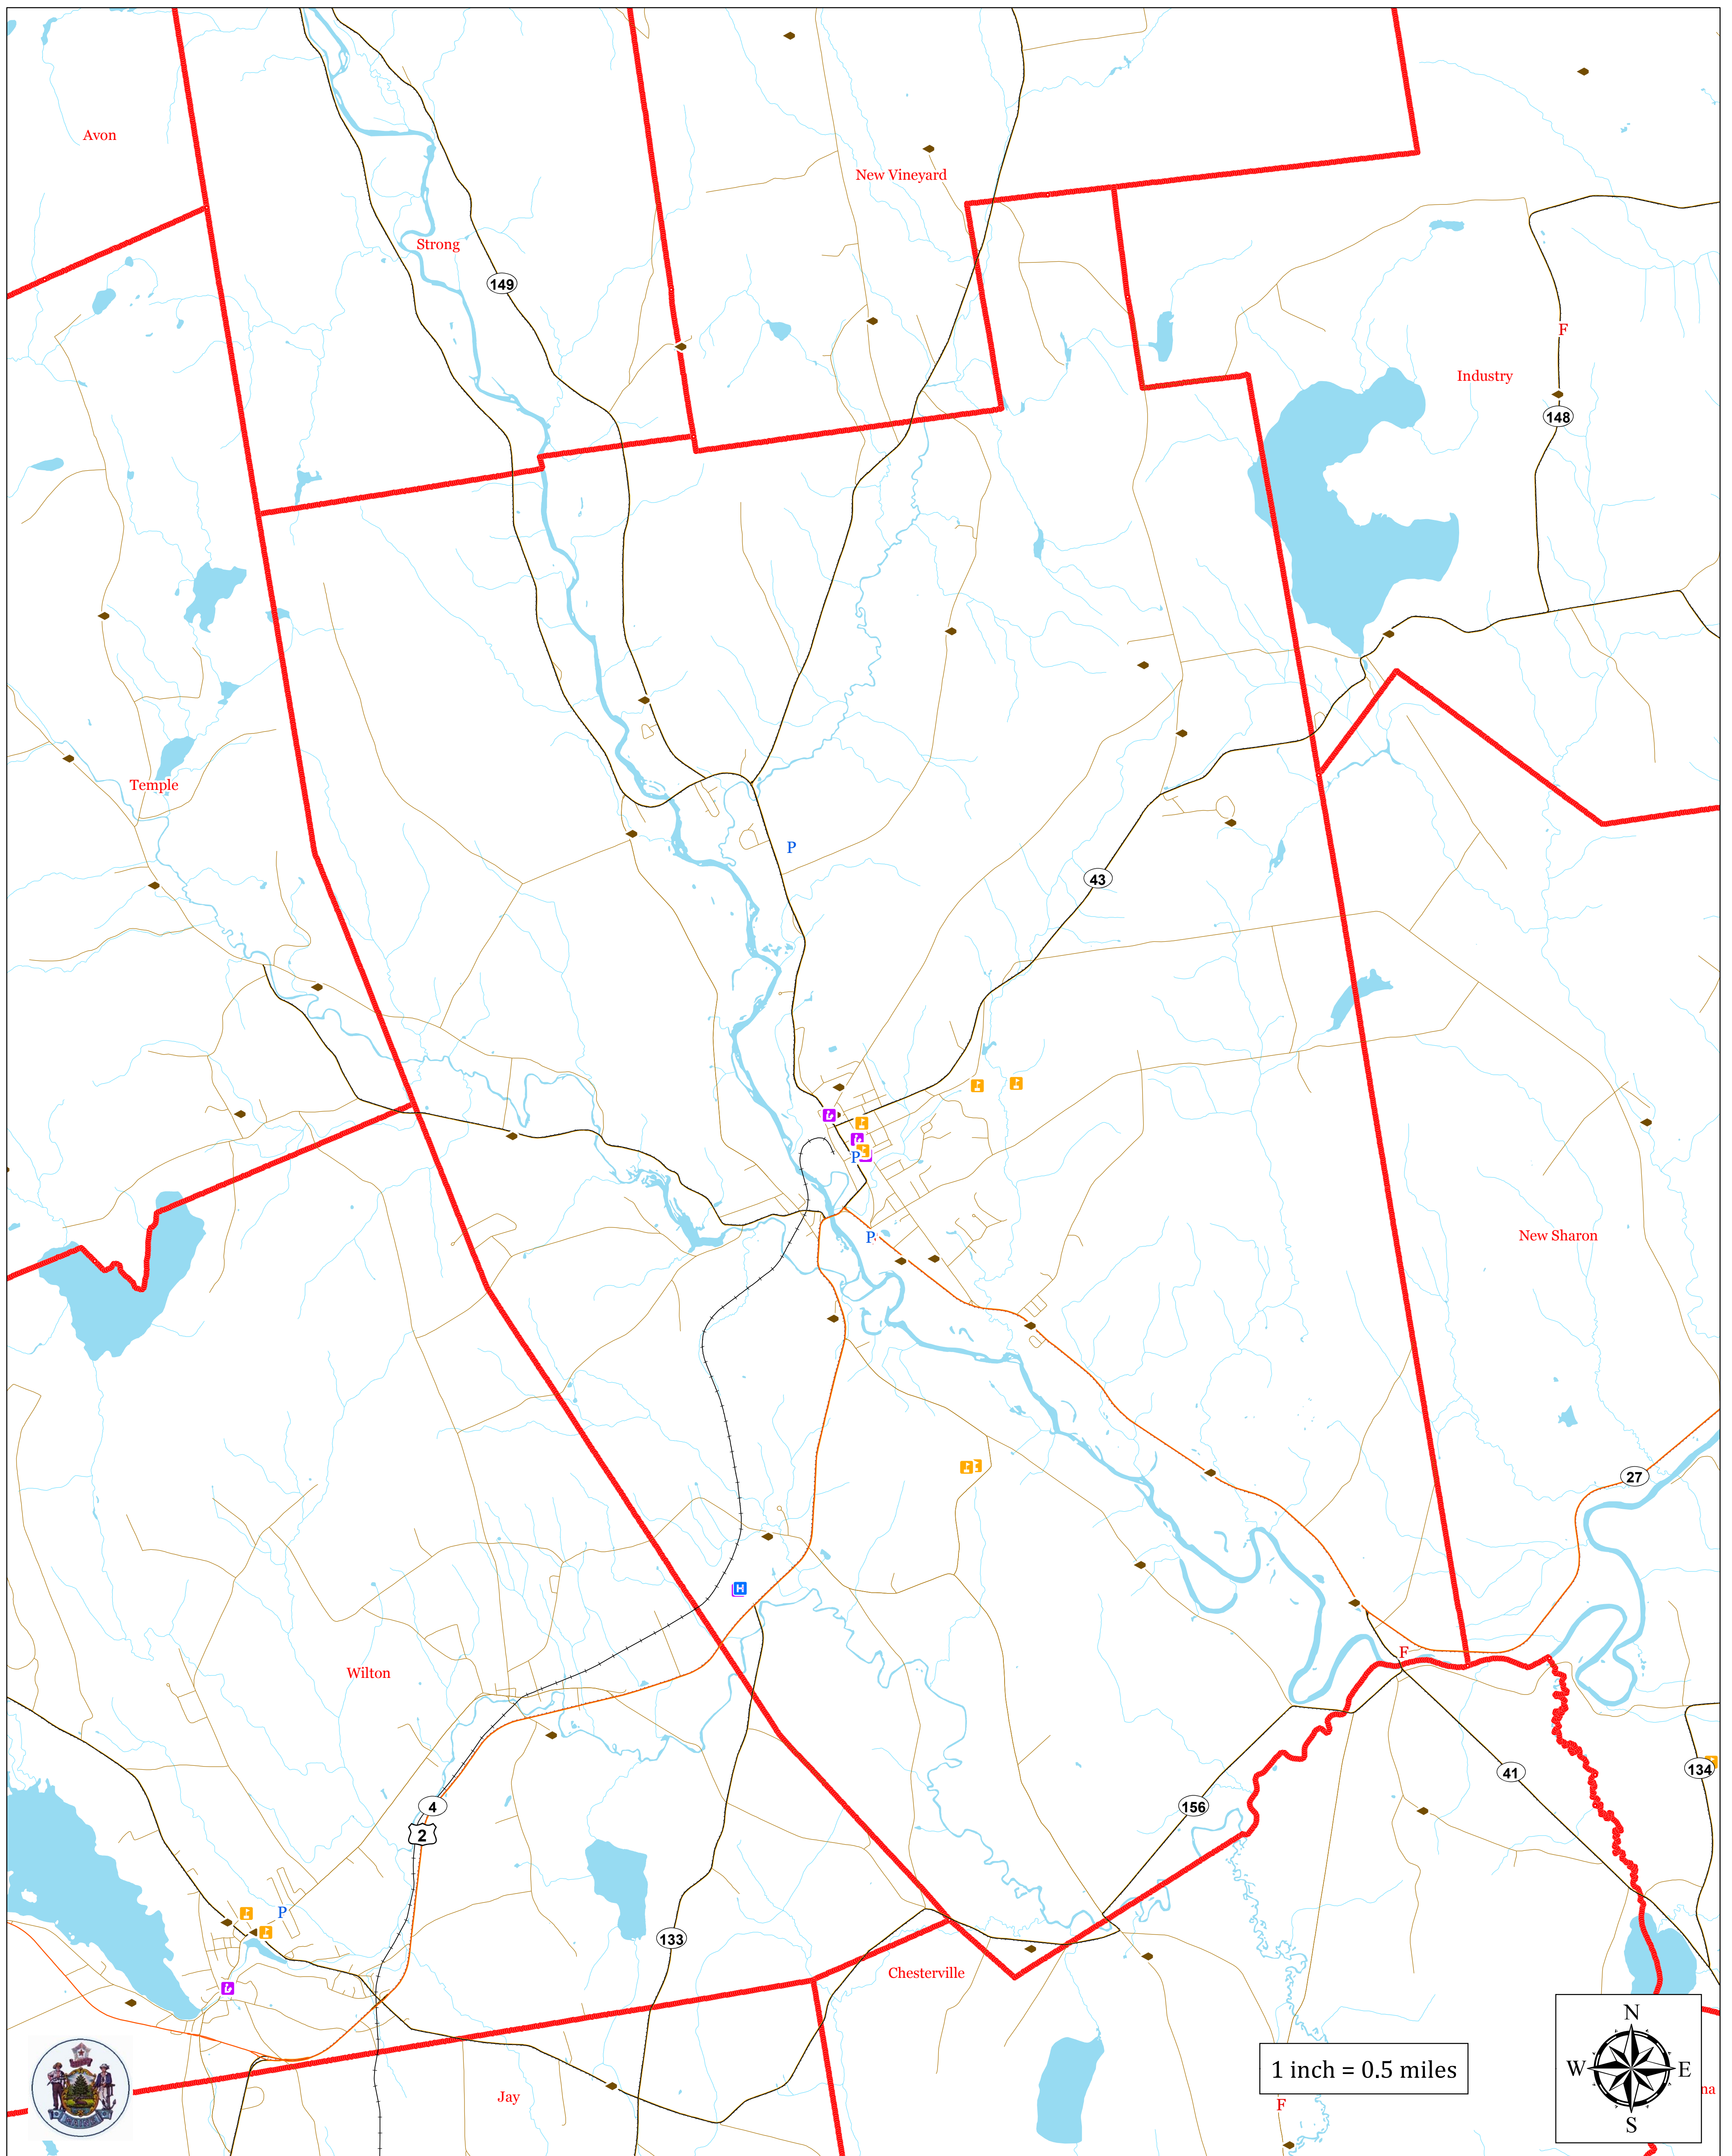 Avon
New Vineyard
Strong
149
F
Industry
148
Temple
P
43
P
New Sharon
P
27
H
F
Wilton
41
134
4
156
2
P
133
Chesterville
N
1 inch = 0.5 miles
W E
Jay
na
F
S